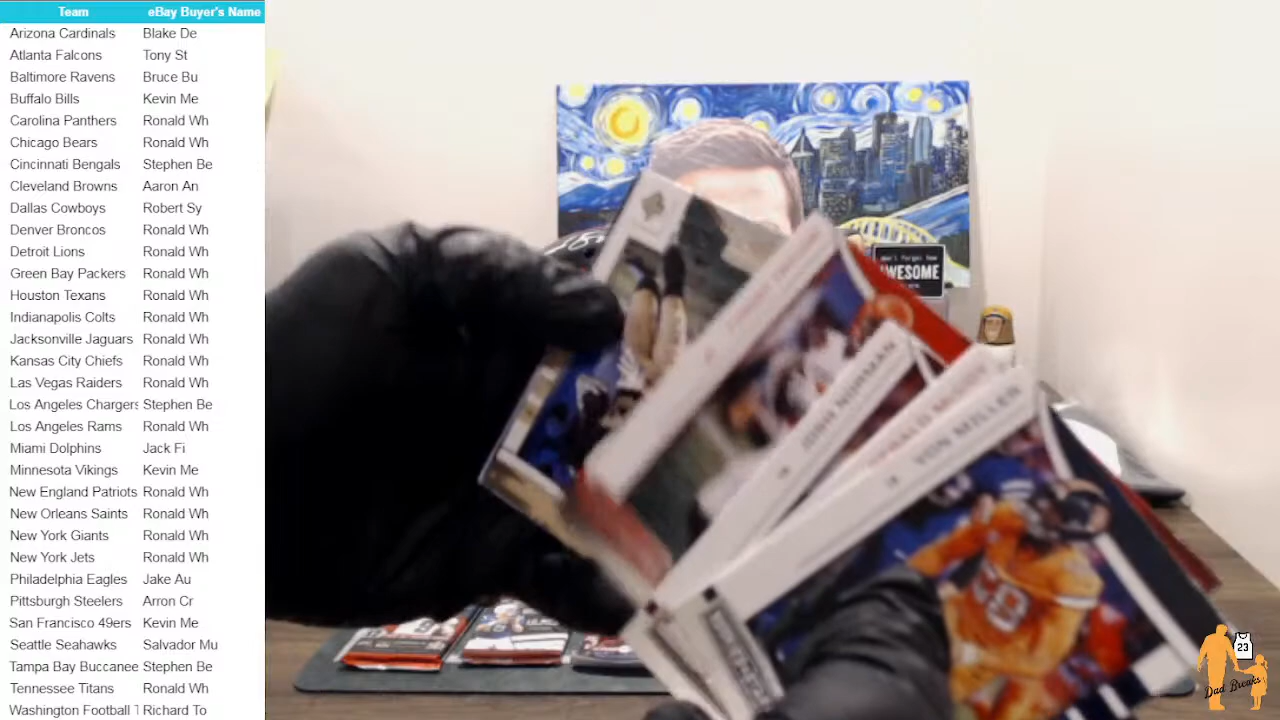 Team eBay Buyer's Name
Arizona Cardinals Blake De
Atlanta Falcons Tony St
Baltimore Ravens Bruce Bu
Buffalo Bills Kevin Me
Carolina Panthers Ronald Wh
Chicago Bears Ronald Wh
Cincinnati Bengals Stephen Be
Cleveland Browns Aaron An
Dallas Cowboys Robert Sy
Denver Broncos Ronald Wh
Detroit Lions Ronald Wh
Green Bay Packers Ronald Wh
Houston Texans Ronald Wh
Indianapolis Colts Ronald Wh
Jacksonville Jaguars Ronald Wh
Kansas City Chiefs Ronald Wh
Las Vegas Raiders Ronald Wh
Los Angeles Chargers Stephen Be
Los Angeles Rams Ronald Wh
Miami Dolphins Jack Fi
Minnesota Vikings Kevin Me
New England Patriots Ronald Wh
New Orleans Saints Ronald Wh
New York Giants Ronald Wh
New York Jets Ronald Wh
Philadelphia Eagles Jake Au
Pittsburgh Steelers Arron Cr
San Francisco 49ers Kevin Me
Seattle Seahawks Salvador Mu
Tampa Bay Buccanee Stephen Be
Tennessee Titans Ronald Wh
Washington Football Richard To
AWESOME
JOSH NORMAN
VON MILLER
58
23
Dad Breaks